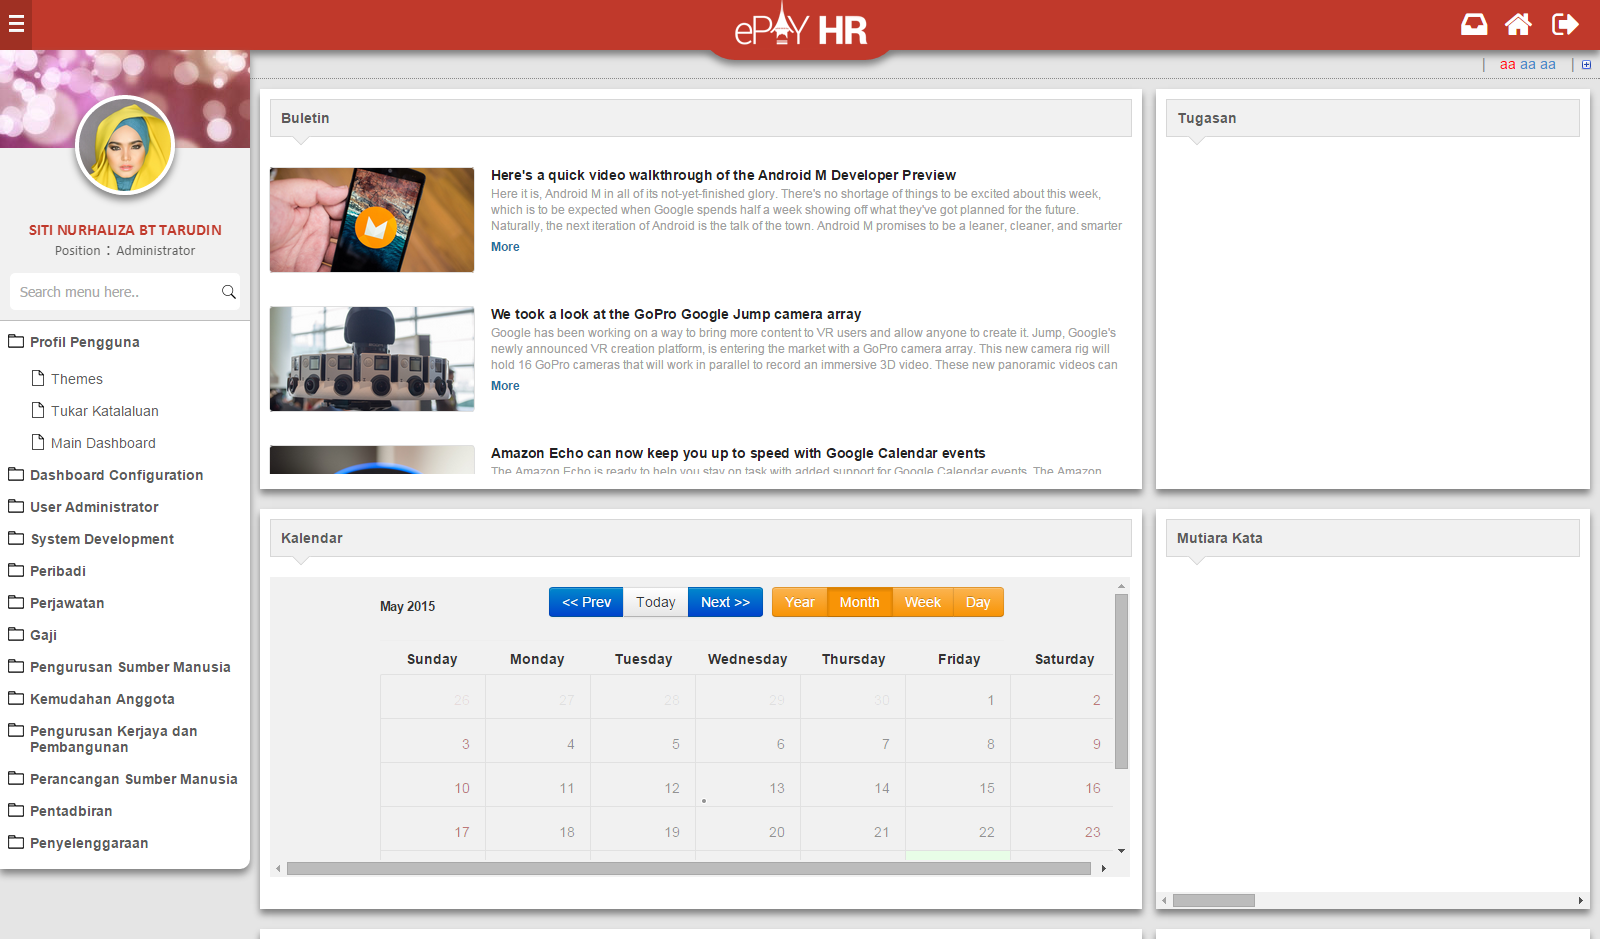 ePAY HR
aa aa aa
SITI NURHALIZA BT TARUDIN
Position : Administrator
Search menu here..
Profil Pengguna
Themes
Tukar Katalaluan
Main Dashboard
Dashboard Configuration
User Administrator
System Development
Peribadi
Perjawatan
Gaji
Pengurusan Sumber Manusia
Kemudahan Anggota
Pengurusan Kerjaya dan
Pembangunan
Perancangan Sumber Manusia
Pentadbiran
Penyelenggaraan
Buletin
Here's a quick video walkthrough of the Android M Developer Preview
Here it is, Android M in all of its not-yet-finished glory. There's no shortage of things to be excited about this week,
which is to be expected when Google spends half a week showing off what they've got planned for the future.
Naturally, the next iteration of Android is the talk of the town. Android M promises to be a leaner, cleaner, and smarter
More
We took a look at the GoPro Google Jump camera array
Google has been working on a way to bring more content to VR users and allow anyone to create it. Jump, Google's
newly announced VR creation platform, is entering the market with a GoPro camera array. This new camera rig will
hold 16 GoPro cameras that will work in parallel to record an immersive 3D video. These new panoramic videos can
More
Amazon Echo can now keep you up to speed with Google Calendar events
The Amazon Echo is ready to help you stay on task with added support for Google Calendar events. The Amazon
Tugasan
Kalendar
May 2015
<< Prev Today Next >> Year Month Week Day
Sunday Monday Tuesday Wednesday Thursday Friday Saturday
26 27 28 29 30 1 2
3 4 5 6 7 8 9
10 11 12 13 14 15 16
17 18 19 20 21 22 23
Mutiara Kata